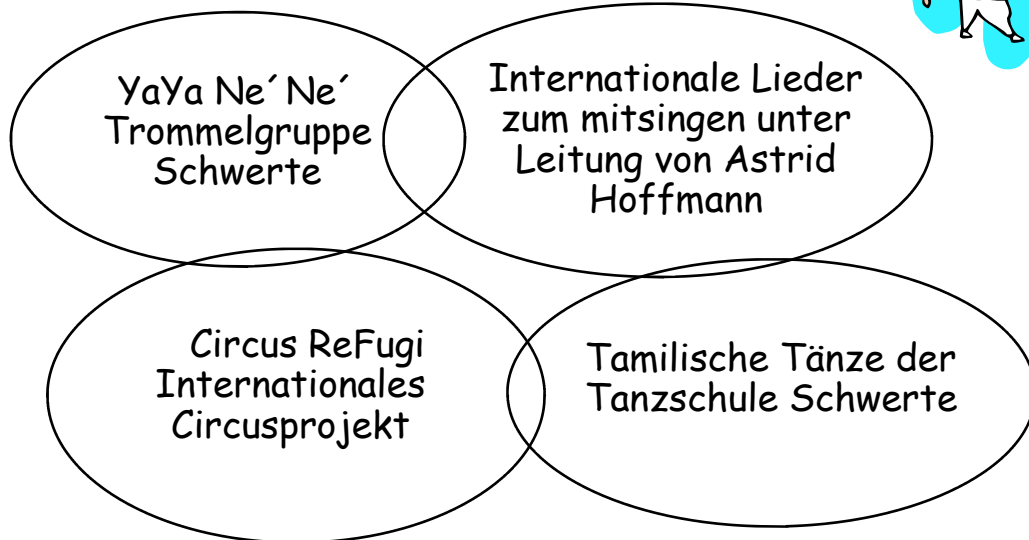 YaYa Ne´Ne´
Trommelgruppe
Schwerte
Internationale Lieder
zum mitsingen unter
Leitung von Astrid
Hoffmann
Circus ReFugi
Internationales
Circusprojekt
Tamilische Tänze der
Tanzschule Schwerte